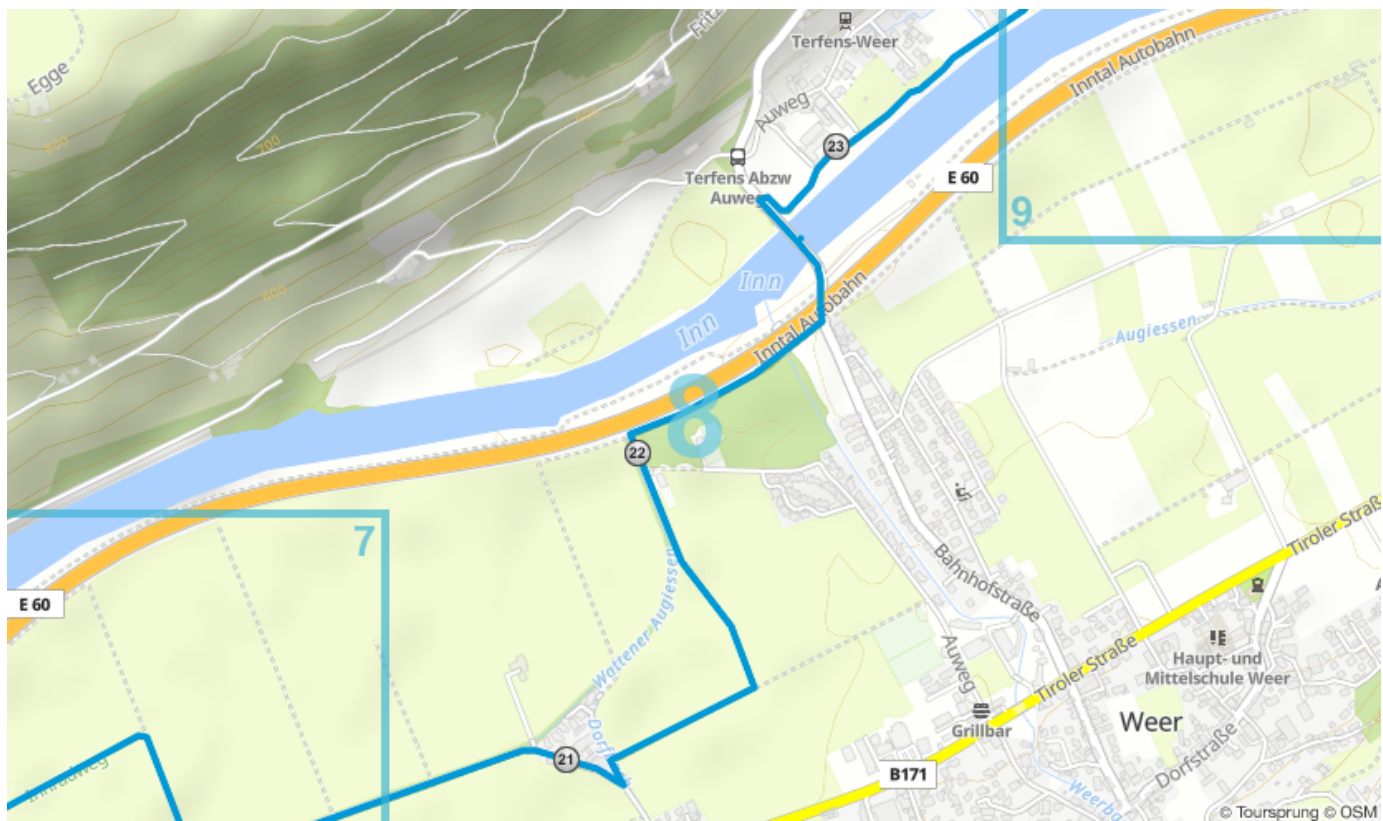 Egge
Terfens-Weer
Inntal Autobahn
700
Auweg
23
Terfens Abzw
Auweg
E 60
9
600
Inn
Augiessen
Inn
Inntal Autobahn
8
22
7
Bahnhofstraße
Tiroler Straße
E 60
Wattener Augiessen
Auweg
Tiroler Straße
Haupt- und
Mittelschule Weer
Weer
Grillbar
21
Innradweg
B171
Dorfstraße
© Toursprung © OSM